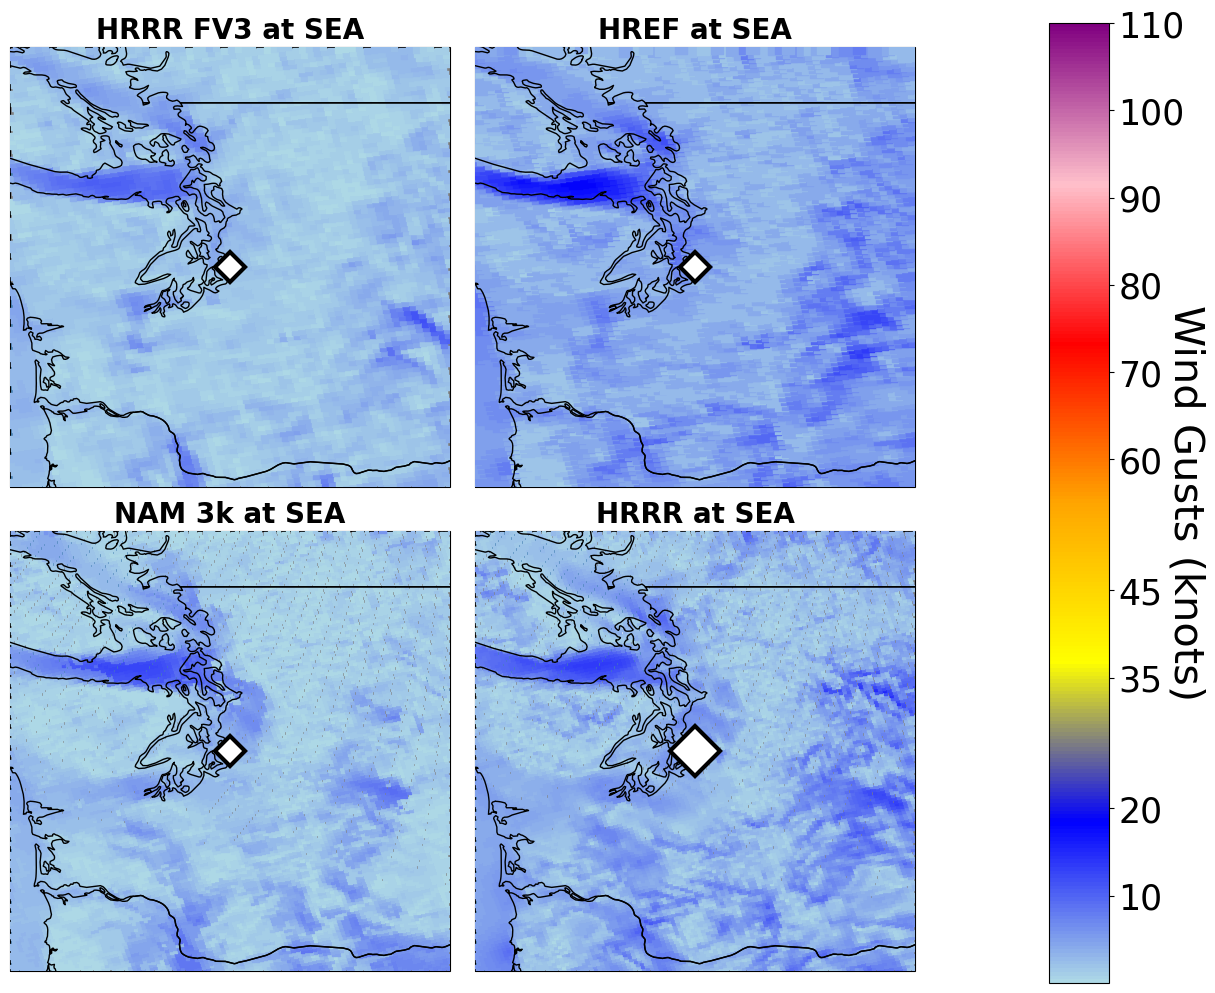 HRRR FV3 at SEA
HREF at SEA
NAM 3k at SEA
HRRR at SEA
110
100
90
80
70
60
45
35
20
10
Wind Gusts (knots)